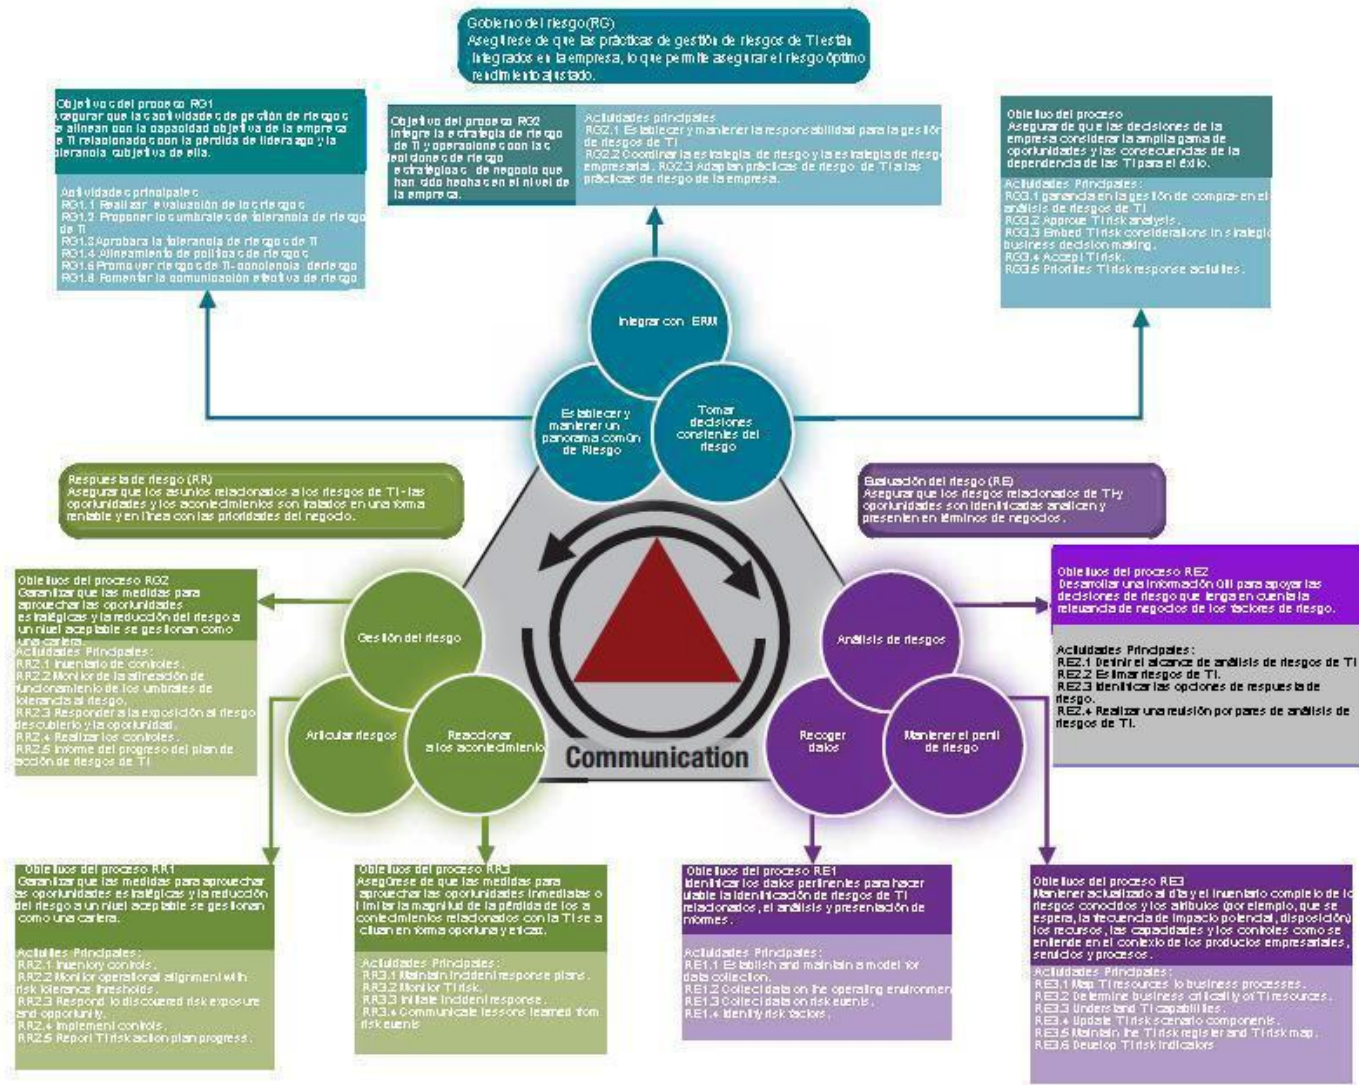 Gobierno del riesgo (RG)
Asegúrese de que las prácticas de gestión de riesgos de TI están
integrados en la empresa, lo que permite asegurar el riesgo óptimo
rendimiento ajustado.
Objetivos del proceso RG1
asegurar que las actividades de gestión de riesgos
se alinean con la capacidad objetiva de la empresa
de TI relacionados con la pérdida de liderazgo y la
tolerancia subjetiva de ella.
Actividades principales
RG1.1 Realizar evaluación de los riesgos
RG1.2 Proponer los umbrales de tolerancia de riesgo
de TI
RG1.3 Aprobar a la tolerancia de riesgos de TI
RG1.4 Alineamiento de políticas de riesgos
RG1.5 Promover riesgos de TI-conciencia de riesgo
RG1.6 Fomentar la comunicación efectiva de riesgo
Objetivo del proceso RG2
Integre la estrategia de riesgo
de TI y operaciones con las
decisiones de riesgo
estratégicas de negocio que
han sido hechas en el nivel de
la empresa.
Actividades principales
RG2.1 Establecer y mantener la responsabilidad para la gestión
de riesgos de TI
RG2.2 Coordinar la estrategia de riesgo y la estrategia de riesgo
empresarial. RG2.3 Adaptan prácticas de riesgo de TI a las
prácticas de riesgo de la empresa.
Objetivo del proceso
Asegurar de que las decisiones de la
empresa consideran la amplia gama de
oportunidades y las consecuencias de la
dependencia de las TI para el éxito.
Actividades Principales:
RG3.1 ganancia en la gestión de compra- en el
análisis de riesgos de TI
RG3.2 Approve TI risk analysis.
RG3.3 Embed TI risk considerations in strategic
business decision making.
RG3.4 Accept TI risk.
RG3.5 Priorities TI risk response activities.
Integrar con ERM
Establecer y
mantener un
panorama común
de Riesgo
Tomar
decisiones
consientes del
riesgo
Respuesta de riesgo (RR)
Asegurar que los asuntos relacionados a los riesgos de TI - las
oportunidades y los acontecimientos son tratados en una forma
rentable y en línea con las prioridades del negocio.
Evaluación del riesgo (RE)
Asegurar que los riesgos relacionados de TI y
oportunidades son identificadas analicen y
presenten en términos de negocios.
Objetivos del proceso RG2
Garantizar que las medidas para
aprovechar las oportunidades
estratégicas y la reducción del riesgo a
un nivel aceptable se gestionan como
una cartera.
Actividades Principales:
RR2.1 Inventario de controles.
RR2.2 Monitor de la alineación de
funcionamiento de los umbrales de
tolerancia al riesgo.
RR2.3 Responder a la exposición al riesgo
descubierto y la oportunidad.
RR2.4 Realizar los controles.
RR2.5 Informe del progreso del plan de
acción de riesgos de TI
Gestión del riesgo
Articular riesgos
Reaccionar
a los acontecimiento
Communication
Análisis de riesgos
Recoger
datos
Mantener el perfil
de riesgo
Objetivos del proceso RE2
Desarrollar una información útil para apoyar las
decisiones de riesgo que tenga en cuenta la
relevancia de negocios de los factores de riesgo.
Actividades Principales:
RE2.1 Definir el alcance de análisis de riesgos de TI
RE2.2 Estimar riesgos de TI.
RE2.3 Identificar las opciones de respuesta de
riesgo.
RE2.4 Realizar una revisión por pares de análisis de
riesgos de TI.
Objetivos del proceso RR1
Garantizar que las medidas para aprovechar
las oportunidades estratégicas y la reducción
del riesgo a un nivel aceptable se gestionan
como una cartera.
Activities Principales:
RR2.1 Inventory controls.
RR2.2 Monitor operational alignment with
risk tolerance thresholds.
RR2.3 Respond to discovered risk exposure
and opportunity.
RR2.4 Implement controls.
RR2.5 Report TI risk action plan progress.
Objetivos del proceso RR3
Asegúrese de que las medidas para
aprovechar las oportunidades inmediatas o
limitar la magnitud de la pérdida de los a
contecimientos relacionados con la TI se a
citúan en forma oportuna y eficaz.
Actividades Principales:
RR3.1 Maintain incident response plans.
RR3.2 Monitor TI risk.
RR3.3 Initiate incident response.
RR3.4 Communicate lessons learned from
risk events
Objetivos del proceso RE1
Identificar los datos pertinentes para hacer
viable la identificación de riesgos de TI
relacionados, el análisis y presentación de
informes.
Actividades Principales:
RE1.1 Establish and maintain a model for
data collection.
RE1.2 Collect data on the operating environment
RE1.3 Collect data on risk events.
RE1.4 Identify risk factors.
Objetivos del proceso RE3
Mantener actualizado al día y el inventario completo de lo
riesgos conocidos y los atributos (por ejemplo, que se
espera, la frecuencia de impacto potencial, disposición)
los recursos, las capacidades y los controles como se
entiende en el contexto de los productos empresariales,
servicios y procesos.
Actividades Principales:
RE3.1 Map TI resources to business processes.
RE3.2 Determine business criticality of TI resources.
RE3.3 Understand TI capabilities.
RE3.4 Update TI risk scenario components.
RE3.5 Maintain the TI risk register and TI risk map.
RE3.6 Develop TI risk indicators